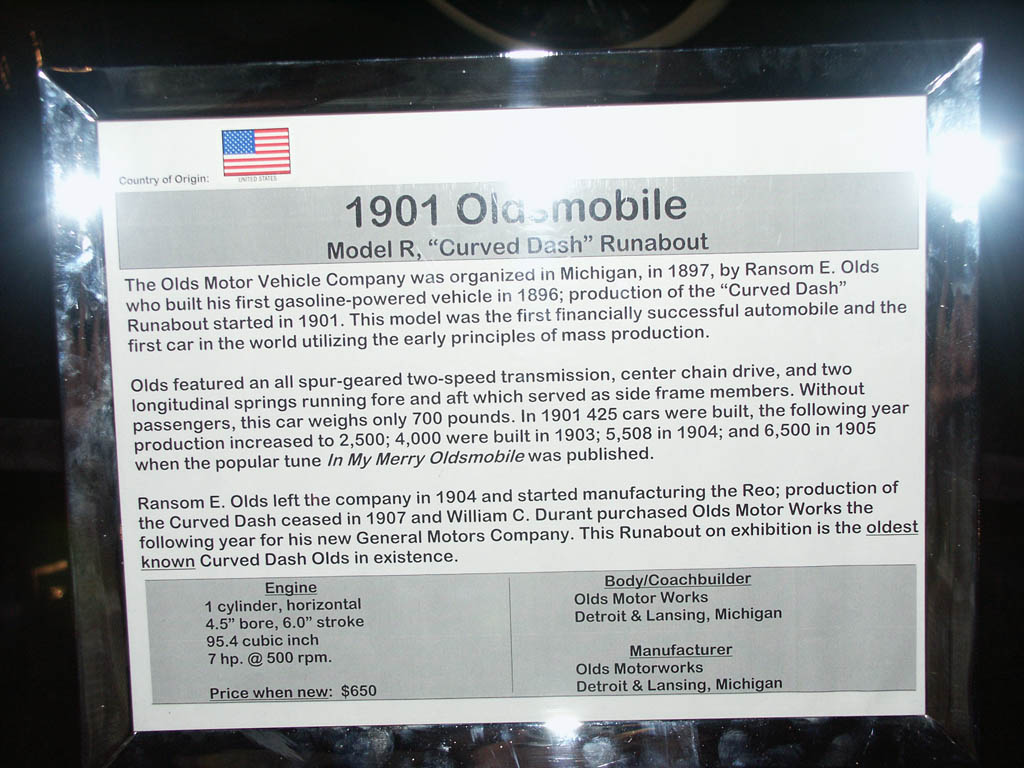 Country of Origin:
UNITED STATES
1901 Oldsmobile
Model R, “Curved Dash” Runabout
The Olds Motor Vehicle Company was organized in Michigan, in 1897, by Ransom E. Olds
who built his first gasoline-powered vehicle in 1896; production of the “Curved Dash”
Runabout started in 1901. This model was the first financially successful automobile and the
first car in the world utilizing the early principles of mass production.
Olds featured an all spur-geared two-speed transmission, center chain drive, and two
longitudinal springs running fore and aft which served as side frame members. Without
passengers, this car weighs only 700 pounds. In 1901 425 cars were built, the following year
production increased to 2,500; 4,000 were built in 1903; 5,508 in 1904; and 6,500 in 1905
when the popular tune In My Merry Oldsmobile was published.
Ransom E. Olds left the company in 1904 and started manufacturing the Reo; production of
the Curved Dash ceased in 1907 and William C. Durant purchased Olds Motor Works the
following year for his new General Motors Company. This Runabout on exhibition is the oldest
known Curved Dash Olds in existence.
Engine
1 cylinder, horizontal
4.5” bore, 6.0” stroke
95.4 cubic inch
7 hp. @ 500 rpm.
Price when new: $650
Body/Coachbuilder
Olds Motor Works
Detroit & Lansing, Michigan
Manufacturer
Olds Motorworks
Detroit & Lansing, Michigan